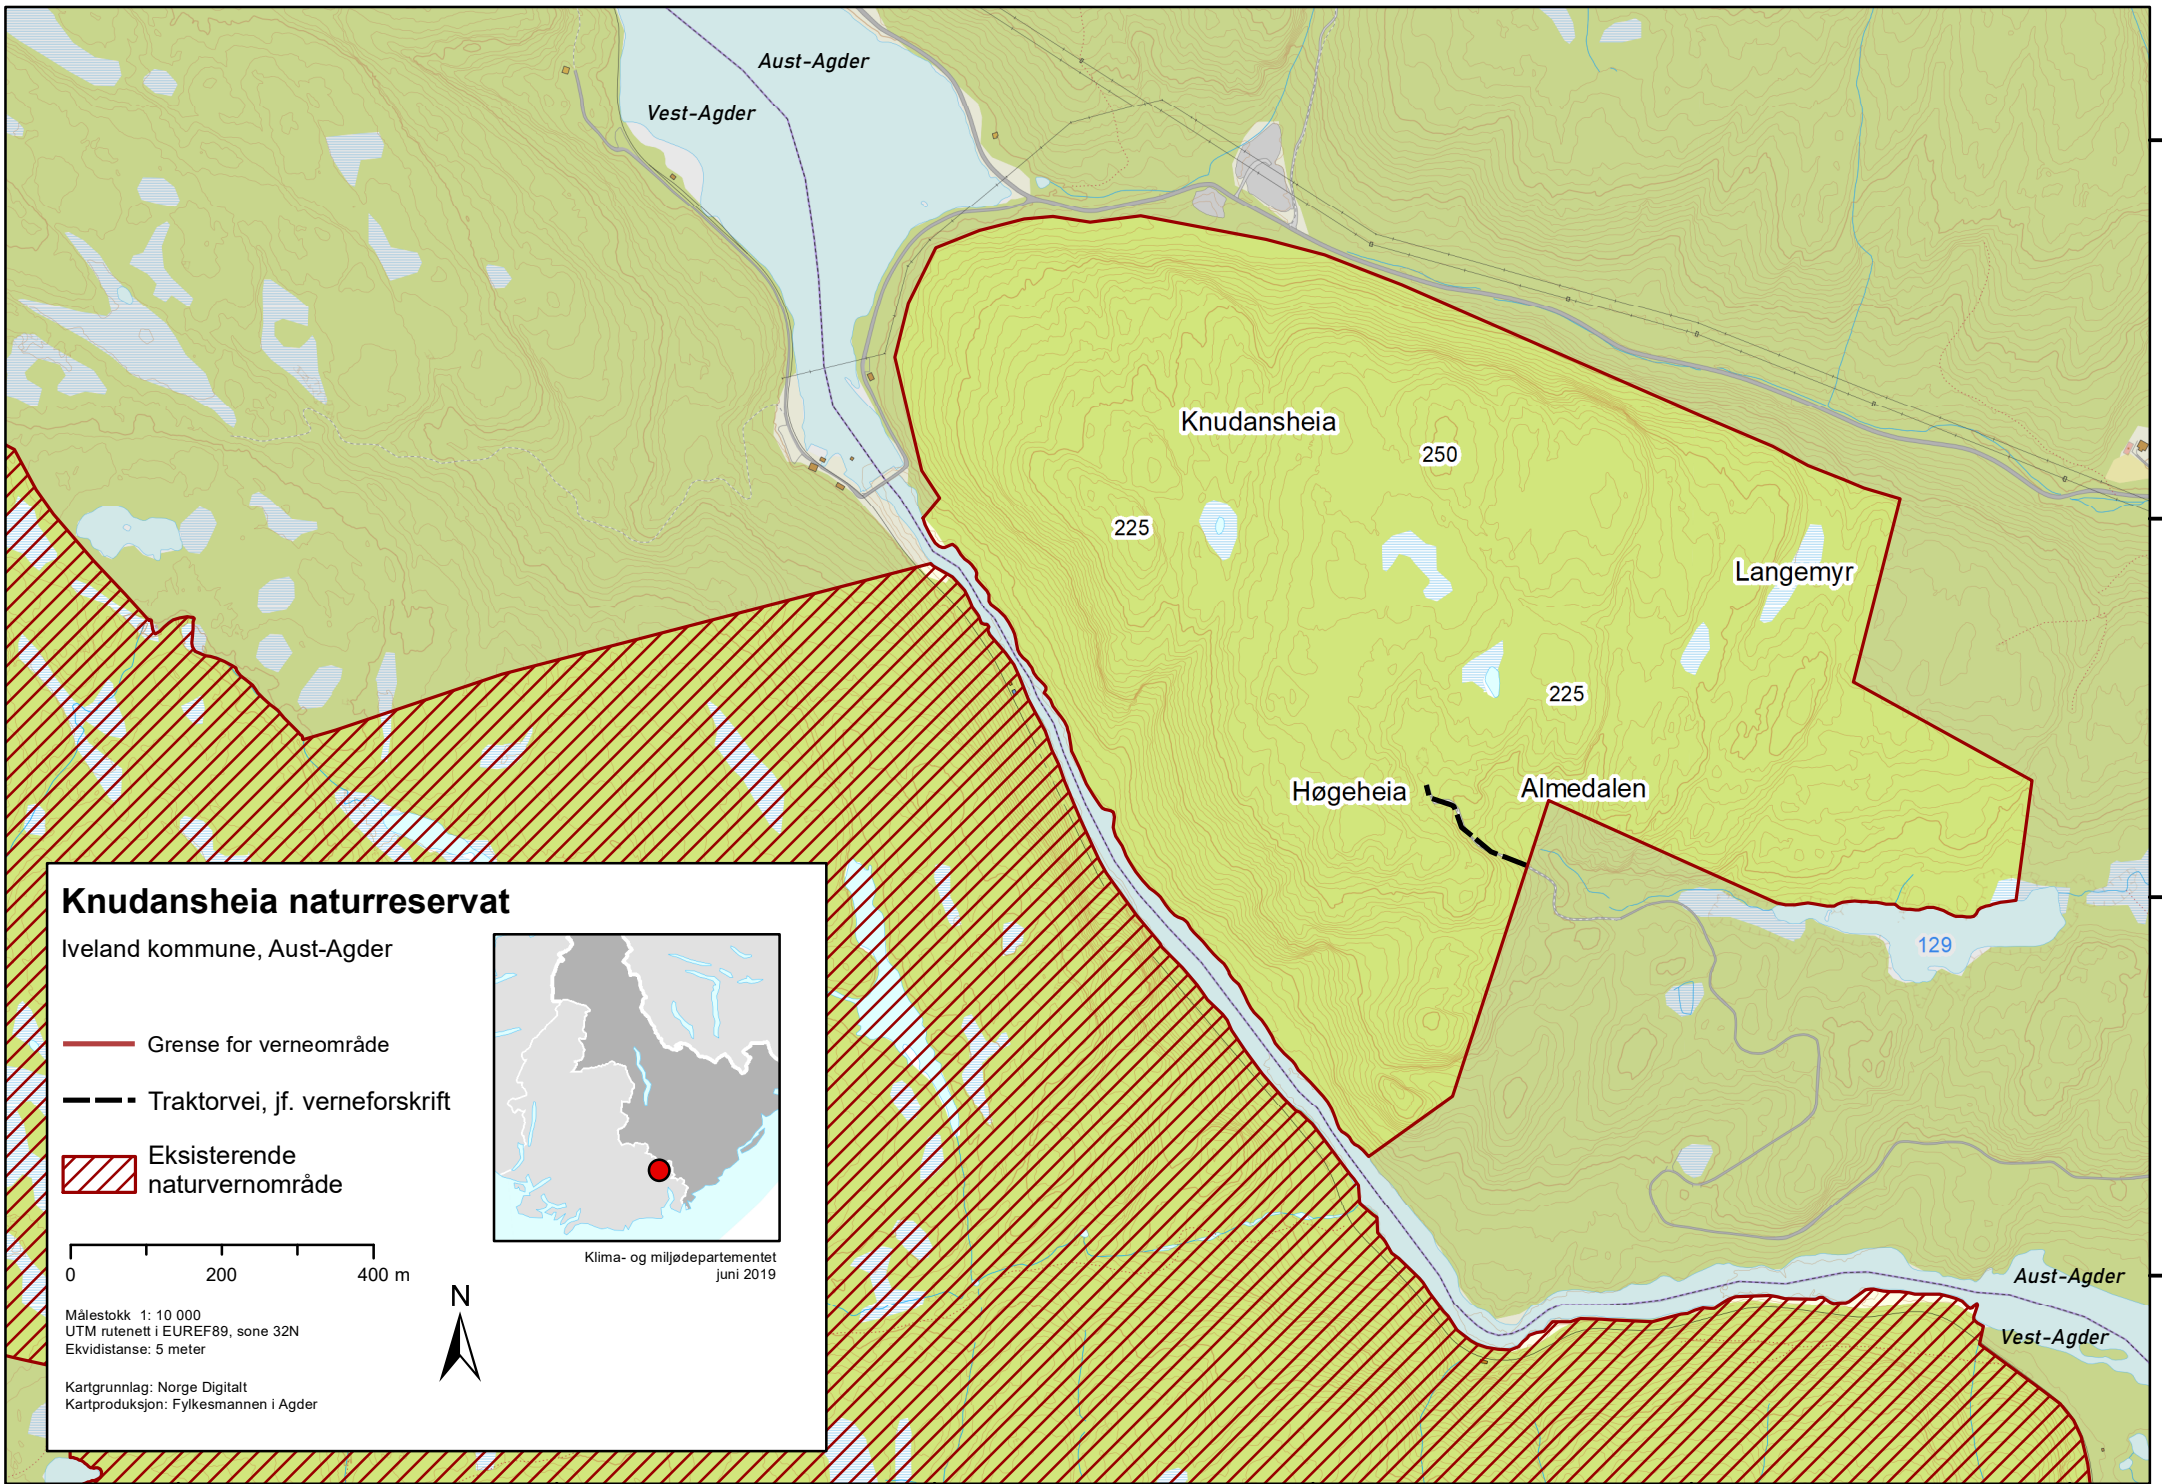 Aust-Agder
Vest-Agder
Knudansheia
250
225
Langemyr
225
Høgeheia
Almedalen
129
Knudansheia naturreservat
Iveland kommune, Aust-Agder
Grense for verneområde
Traktorvei, jf. verneforskrift
Eksisterende
naturvernområde
0 200 400 m
Klima- og miljødepartementet
juni 2019
N
Målestokk 1: 10 000
UTM rutenett i EUREF89, sone 32N
Ekvidistanse: 5 meter
Kartgrunnlag: Norge Digitalt
Kartproduksjon: Fylkesmannen i Agder
Aust-Agder
Vest-Agder